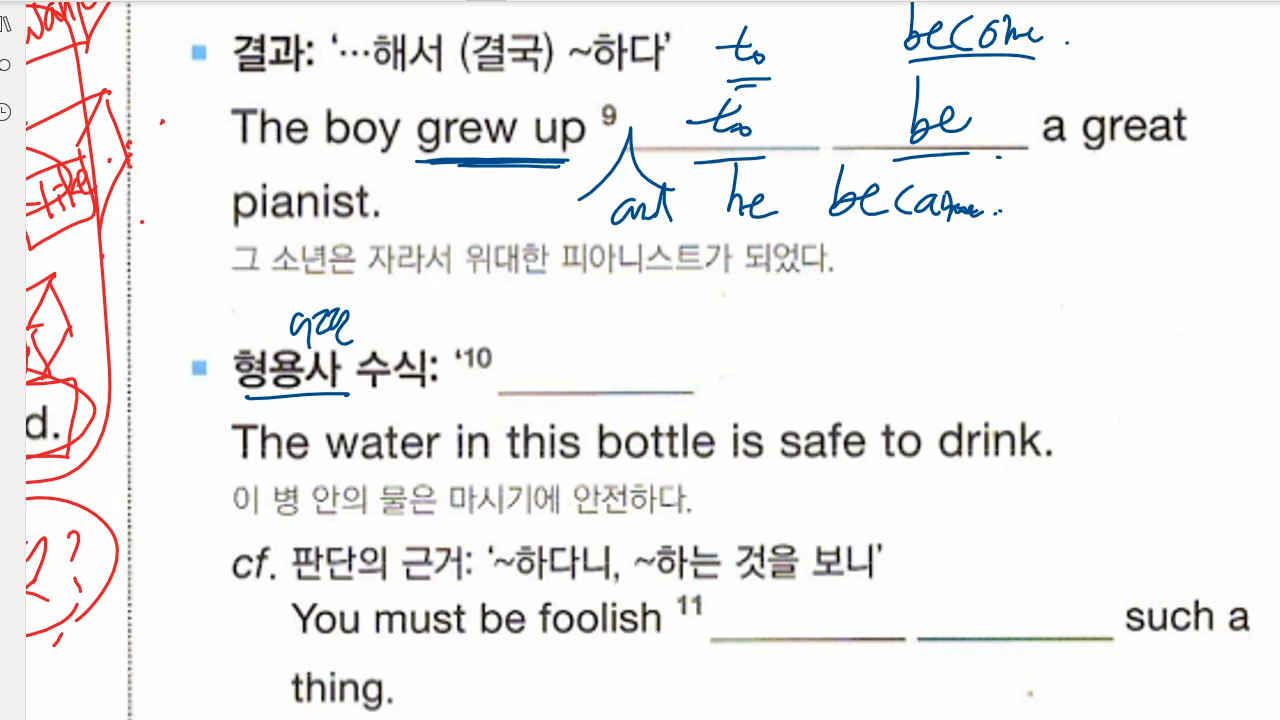 become.
결과: ‘…해서 (결국) ~하다’ to
The boy grew up 9 to be a great
and he became.
pianist.
그 소년은 자라서 위대한 피아니스트가 되었다.
형용사 수식: ‘10
The water in this bottle is safe to drink.
이 병 안의 물은 마시기에 안전하다.
d.
cf. 판단의 근거: ‘~하다니, ~하는 것을 보니’
You must be foolish 11 such a
thing.